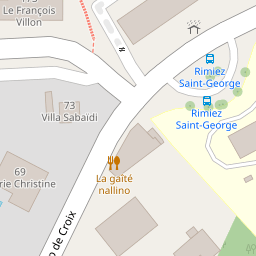 Le François
Villon
Rimiez
Saint-George
73
Villa Sabaïdi
Rimiez
Saint-George
69
rie Christine
La gaîté
nallino
de Croix